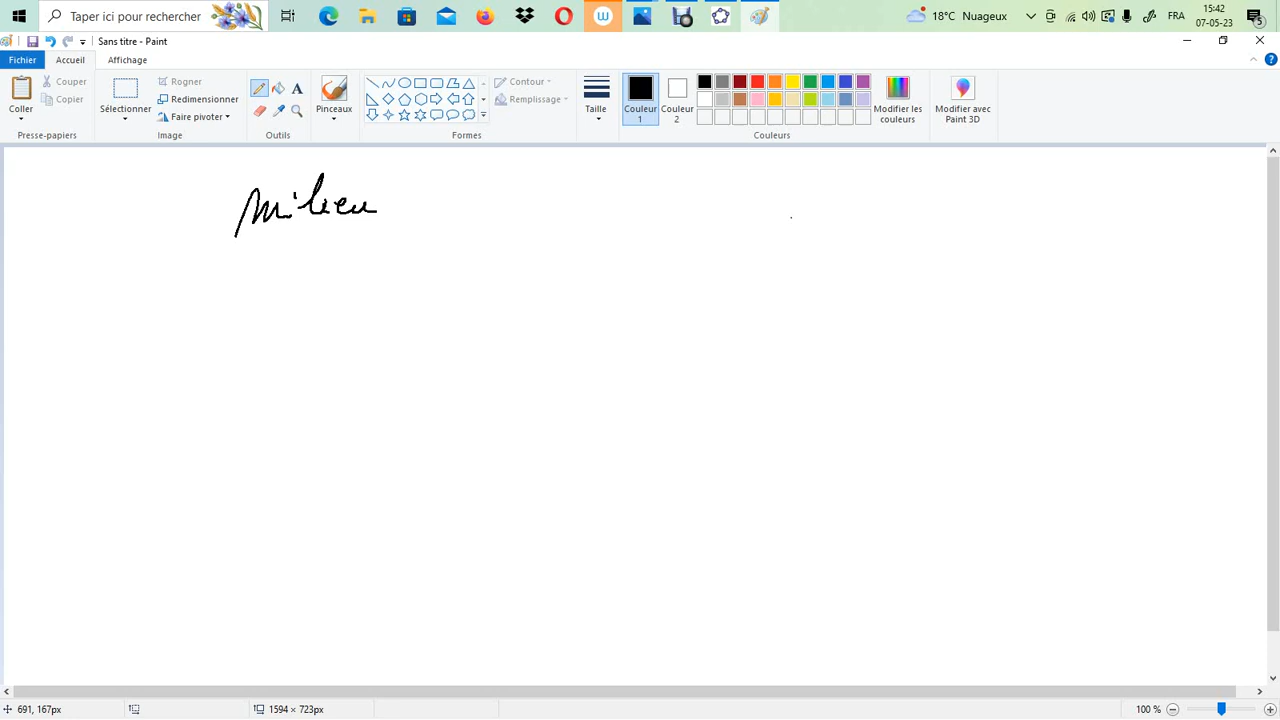 Taper ici pour rechercher
W
18°C Nuageux
FRA
15:42
07-05-23
5
Sans titre - Paint
Fichier
Accueil
Affichage
Coller
Couper
Copier
Presse-papiers
Sélectionner
Rogner
Redimensionner
Faire pivoter
Image
A
Outils
Pinceaux
Contour
Remplissage
Formes
Taille
Couleur
1
Couleur
2
Couleurs
Modifier les
couleurs
Modifier avec
Paint 3D
milieu
691, 167px
1594 × 723px
100 %